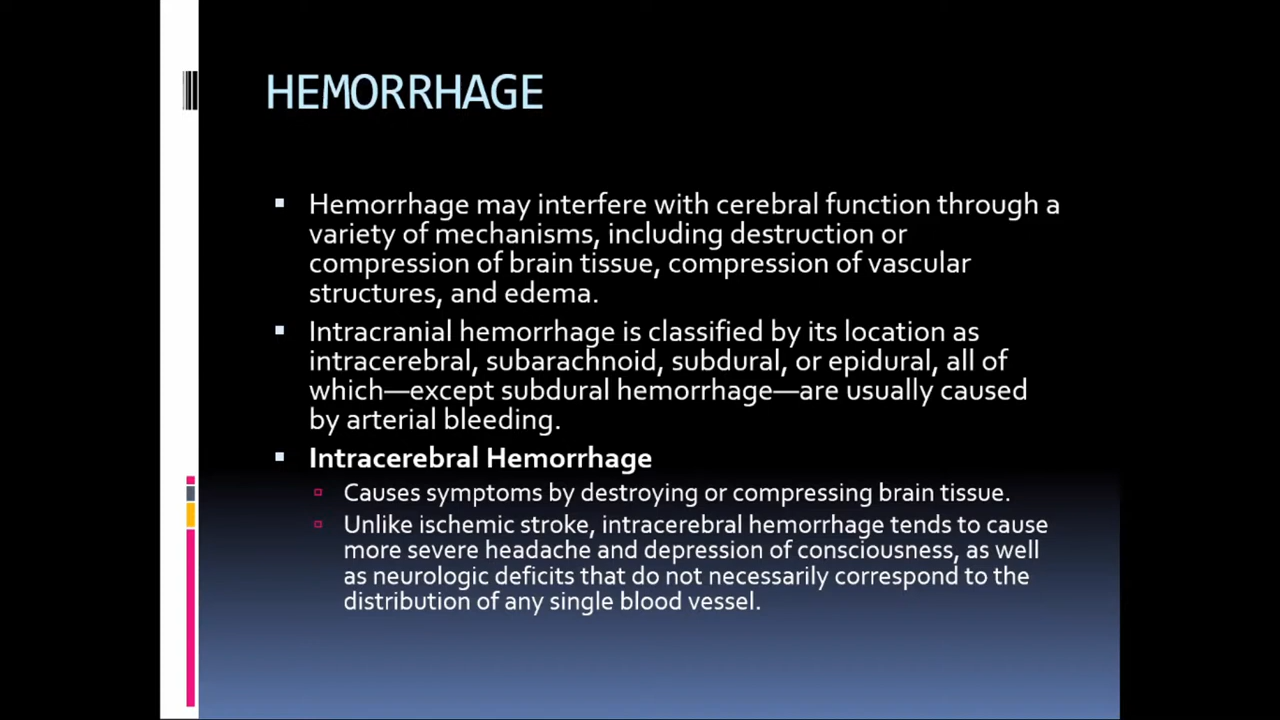 HEMORRHAGE
Hemorrhage may interfere with cerebral function through a
variety of mechanisms, including destruction or
compression of brain tissue, compression of vascular
structures, and edema.
Intracranial hemorrhage is classified by its location as
intracerebral, subarachnoid, subdural, or epidural, all of
which—except subdural hemorrhage—are usually caused
by arterial bleeding.
Intracerebral Hemorrhage
Causes symptoms by destroying or compressing brain tissue.
Unlike ischemic stroke, intracerebral hemorrhage tends to cause
more severe headache and depression of consciousness, as well
as neurologic deficits that do not necessarily correspond to the
distribution of any single blood vessel.